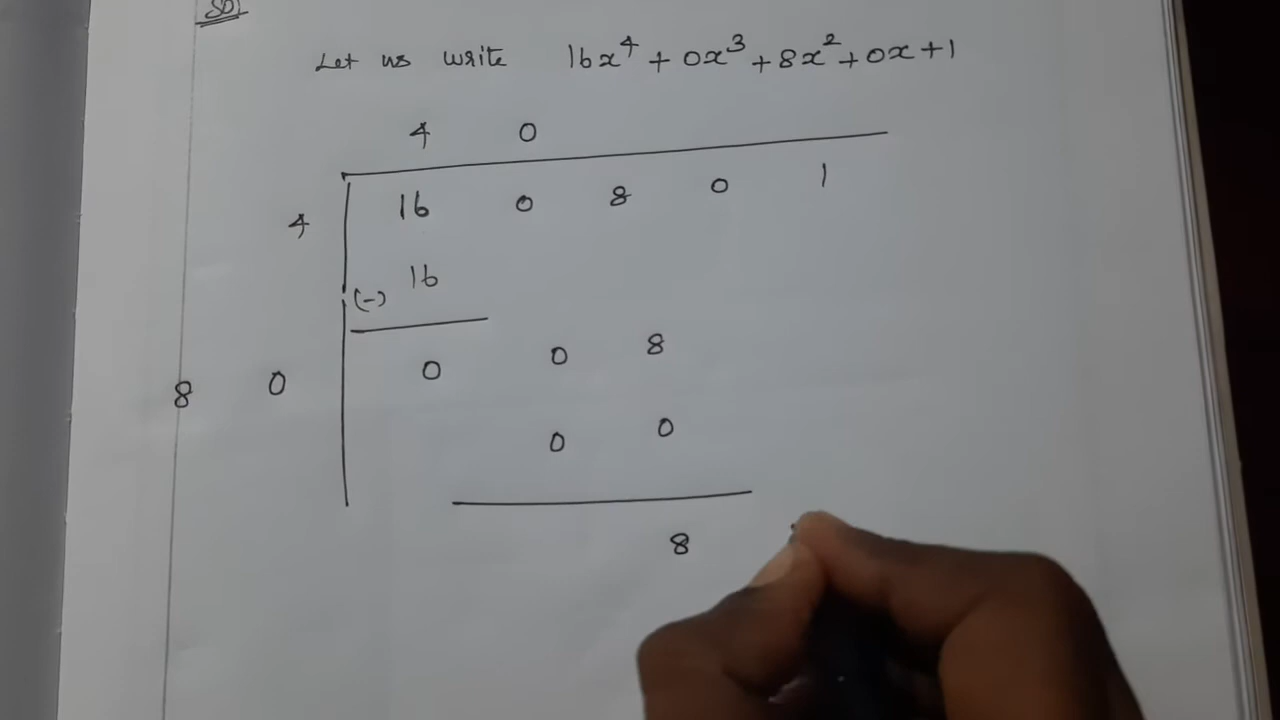 Sol
Let us write 16x⁴ + 0x³ + 8x² + 0x + 1
4 0
4 16 0 8 0 1
(-) 16
8 0 0 0 8
0 0
8